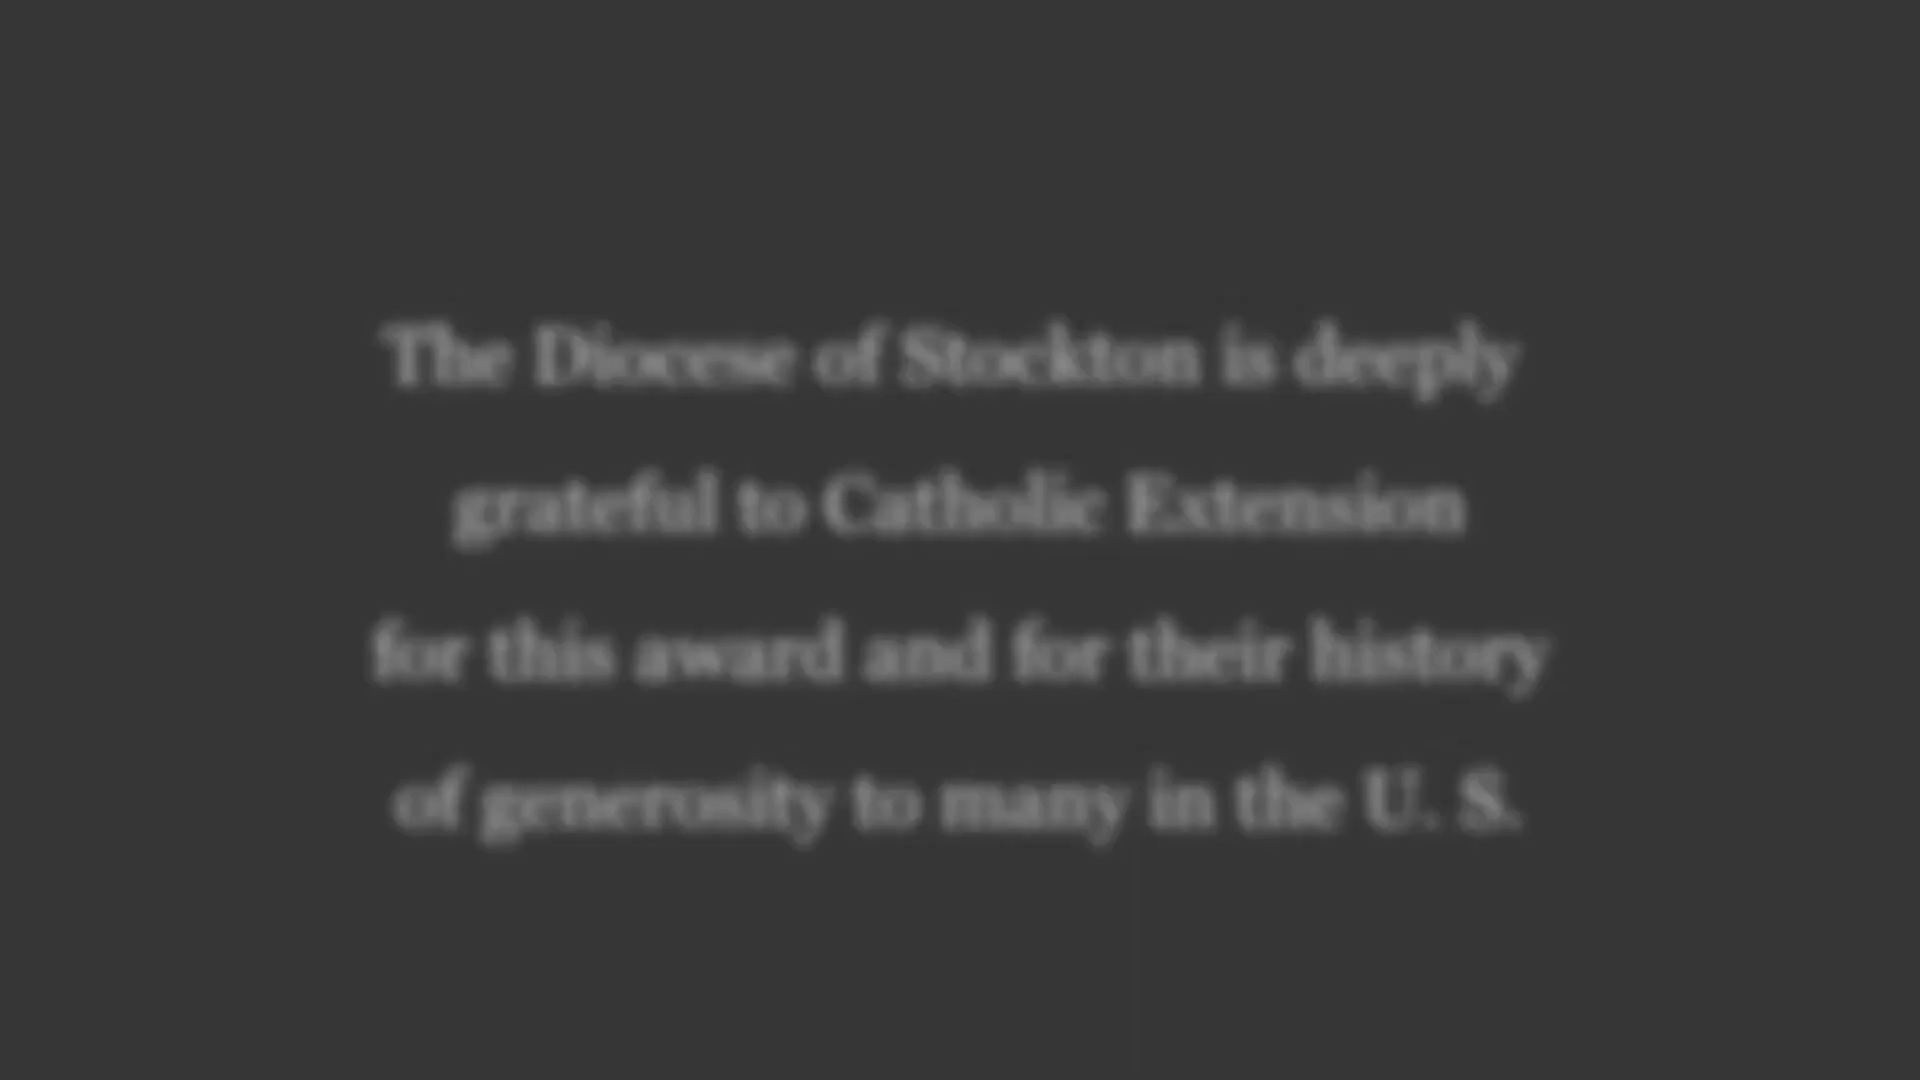 The Diocese of Stockton is deeply
grateful to Catholic Extension
for this award and for their history
of generosity to many in the U. S.